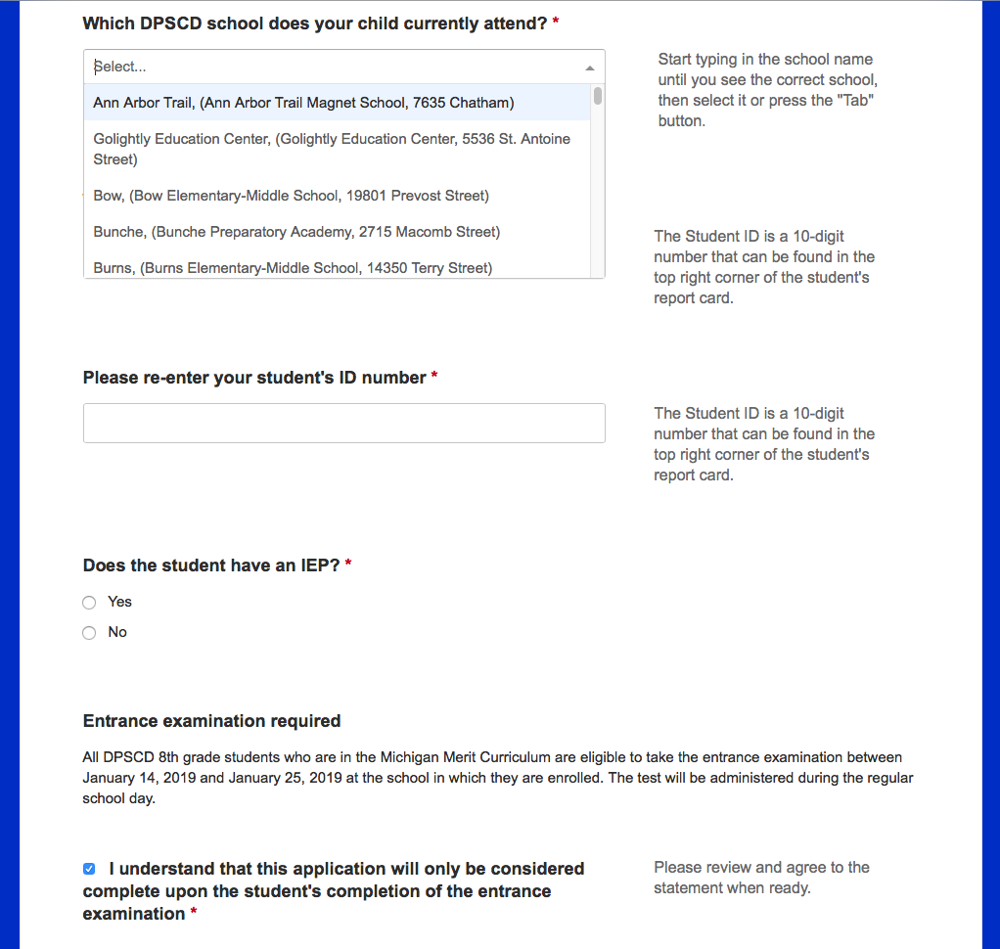 Which DPSCD school does your child currently attend? *
Select...
Start typing in the school name
until you see the correct school,
then select it or press the "Tab"
button.
Ann Arbor Trail, (Ann Arbor Trail Magnet School, 7635 Chatham)
Golightly Education Center, (Golightly Education Center, 5536 St. Antoine
Street)
Bow, (Bow Elementary-Middle School, 19801 Prevost Street)
Bunche, (Bunche Preparatory Academy, 2715 Macomb Street)
Burns, (Burns Elementary-Middle School, 14350 Terry Street)
The Student ID is a 10-digit
number that can be found in the
top right corner of the student's
report card.
Please re-enter your student's ID number *
The Student ID is a 10-digit
number that can be found in the
top right corner of the student's
report card.
Does the student have an IEP? *
Yes
No
Entrance examination required
All DPSCD 8th grade students who are in the Michigan Merit Curriculum are eligible to take the entrance examination between
January 14, 2019 and January 25, 2019 at the school in which they are enrolled. The test will be administered during the regular
school day.
I understand that this application will only be considered
complete upon the student's completion of the entrance
examination *
Please review and agree to the
statement when ready.